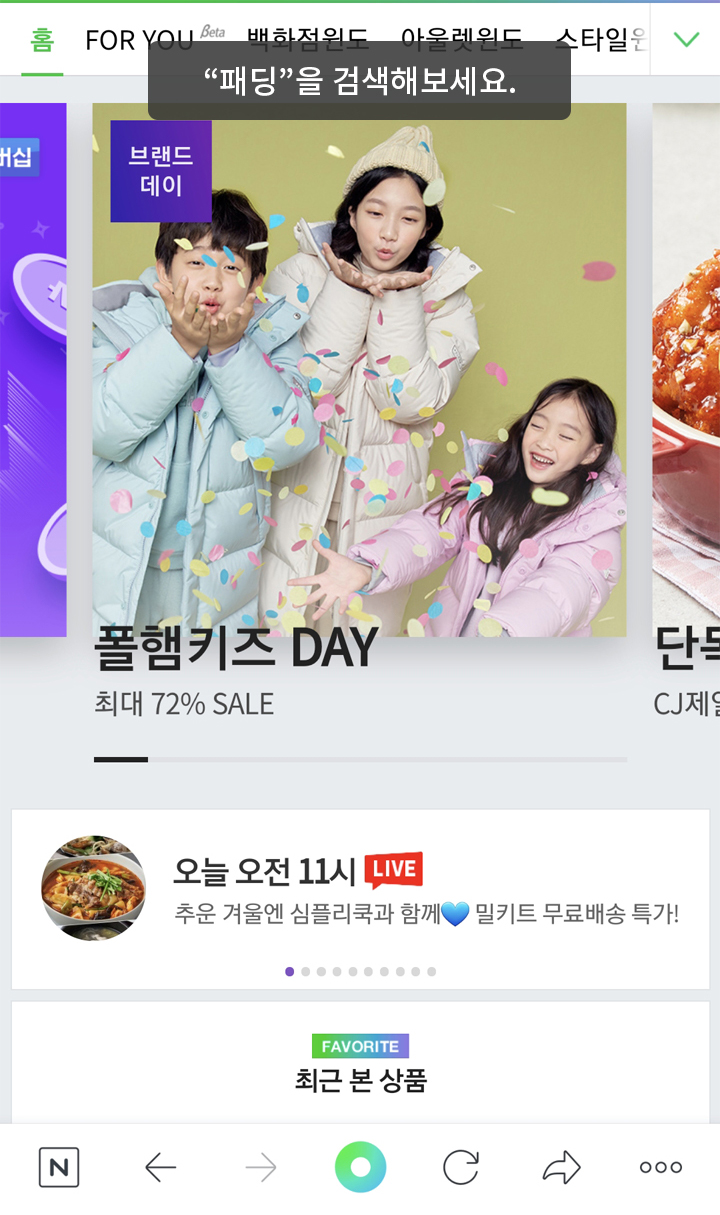 홈 FOR YOU Beta 백화점윈도 아울렛윈도 스타일윈
“패딩”을 검색해보세요.
버십
브랜드
데이
폴햄키즈 DAY
최대 72% SALE
단독
CJ제일
오늘 오전 11시 LIVE
추운 겨울엔 심플리쿡과 함께💙 밀키트 무료배송 특가!
FAVORITE
최근 본 상품
N